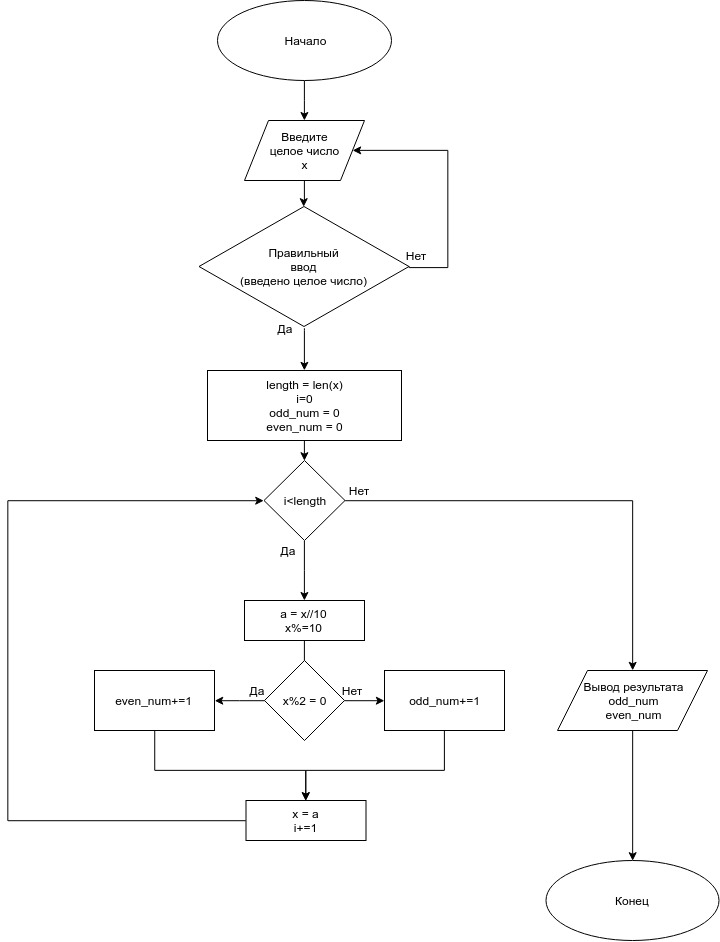 Начало
Введите
целое число
x
Правильный
ввод
(введено целое число)
Нет
Да
length = len(x)
i=0
odd_num = 0
even_num = 0
i<length
Нет
Да
a = x//10
x%=10
x%2 = 0
Да
Нет
even_num+=1
odd_num+=1
x = a
i+=1
Вывод результата
odd_num
even_num
Конец